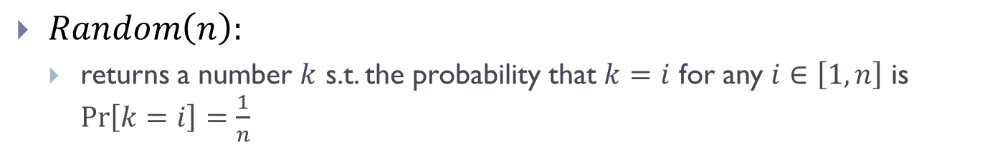 Random(n):
returns a number k s.t. the probability that k = i for any i ∈ [1, n] is
Pr[k = i] = 1/n